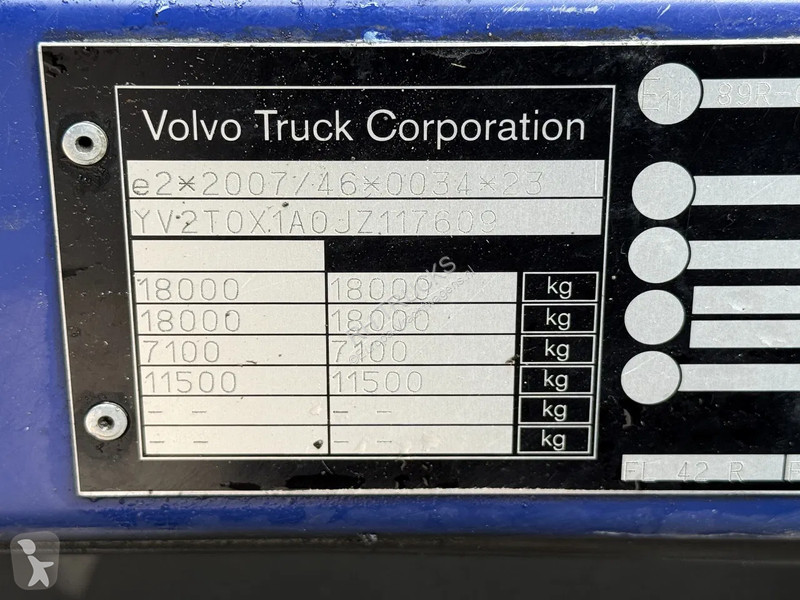 Volvo Truck Corporation
e2*2007/46*0034*23
YV2T0X1A0JZ117609
18000 18000 kg
18000 18000 kg
7100 7100 kg
11500 11500 kg
- - - - kg
- - - - kg
E11 89R-
FL 42 R